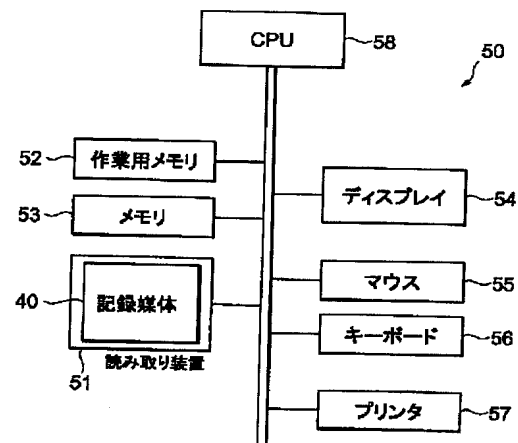 CPU
58
50
52
作業用メモリ
53
メモリ
40
記録媒体
51
読み取り装置
ディスプレイ
54
マウス
55
キーボード
56
プリンタ
57